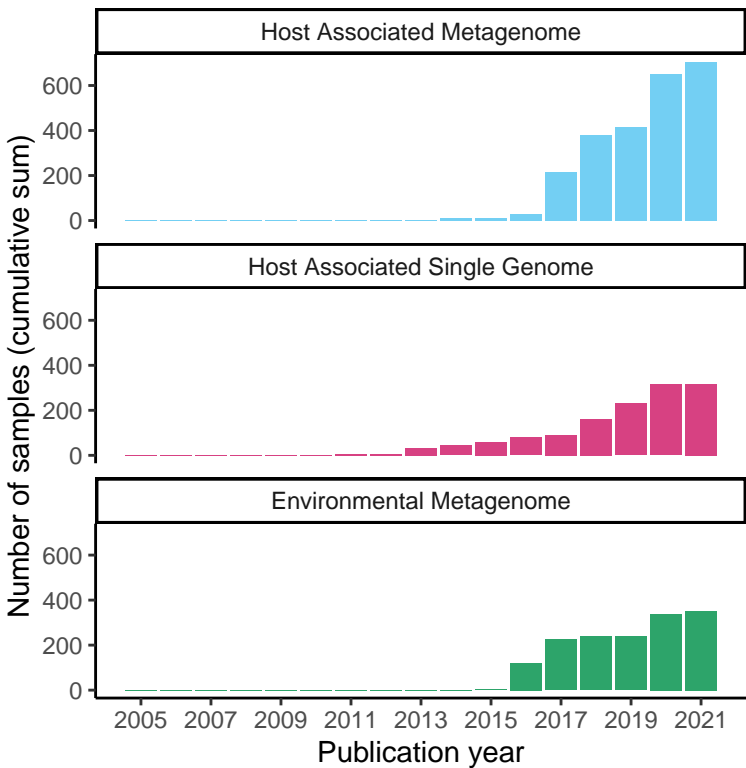 Host Associated Metagenome
600
400
200
0
Host Associated Single Genome
600
400
200
0
Environmental Metagenome
600
400
200
0
2005 2007 2009 2011 2013 2015 2017 2019 2021
Publication year
Number of samples (cumulative sum)